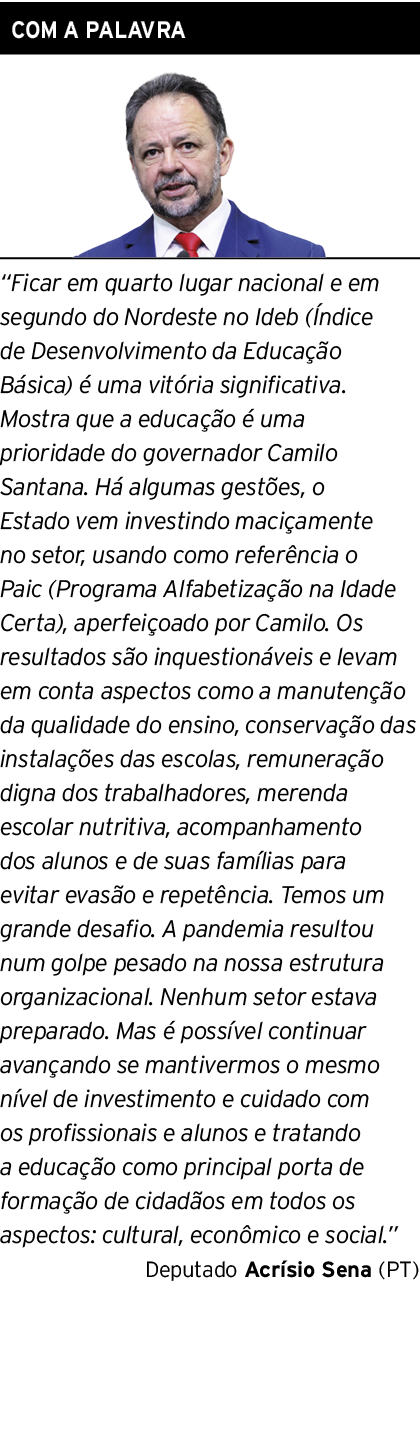 COM A PALAVRA
“Ficar em quarto lugar nacional e em
segundo do Nordeste no Ideb (Índice
de Desenvolvimento da Educação
Básica) é uma vitória significativa.
Mostra que a educação é uma
prioridade do governador Camilo
Santana. Há algumas gestões, o
Estado vem investindo maciçamente
no setor, usando como referência o
Paic (Programa Alfabetização na Idade
Certa), aperfeiçoado por Camilo. Os
resultados são inquestionáveis e levam
em conta aspectos como a manutenção
da qualidade do ensino, conservação das
instalações das escolas, remuneração
digna dos trabalhadores, merenda
escolar nutritiva, acompanhamento
dos alunos e de suas famílias para
evitar evasão e repetência. Temos um
grande desafio. A pandemia resultou
num golpe pesado na nossa estrutura
organizacional. Nenhum setor estava
preparado. Mas é possível continuar
avançando se mantivermos o mesmo
nível de investimento e cuidado com
os profissionais e alunos e tratando
a educação como principal porta de
formação de cidadãos em todos os
aspectos: cultural, econômico e social.”
Deputado Acrísio Sena (PT)